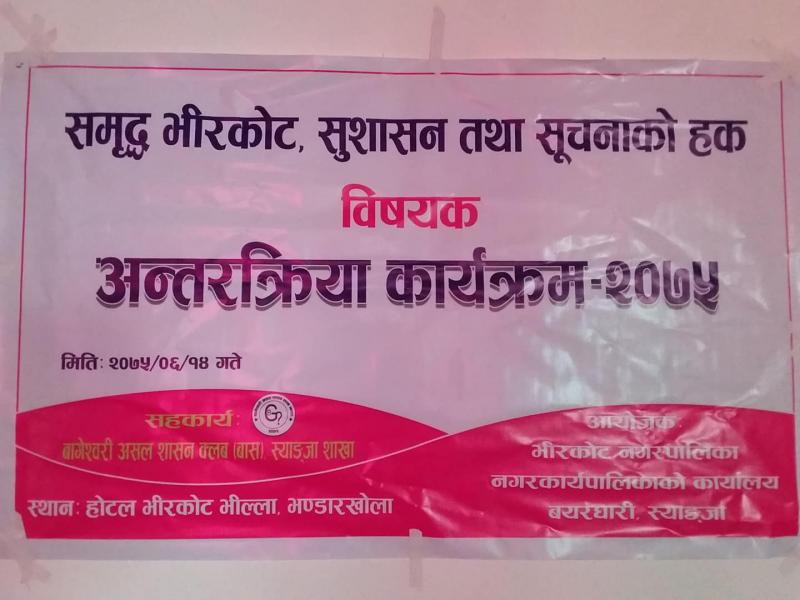 समृद्ध भीरकोट, सुशासन तथा सूचनाको हक
विषयक
अन्तरक्रिया कार्यक्रम-२०७५
मिति: २०७५/०६/१४ गते
सहकार्य:
बागेश्वरी असल शासन क्लब (वास), स्याङ्जा शाखा
स्थान: होटल भीरकोट भील्ला, भण्डारखोला
आयोजक:
भीरकोट नगरपालिका
नगरकार्यपालिकाको कार्यालय
बयरघारी, स्याङ्जा